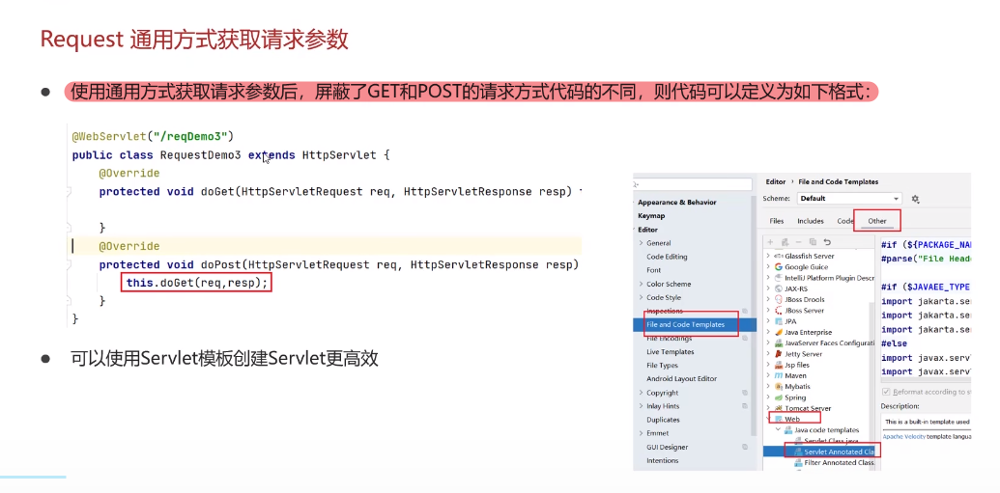 Request 通用方式获取请求参数
● 使用通用方式获取请求参数后，屏蔽了GET和POST的请求方式代码的不同，则代码可以定义为如下格式：
@WebServlet("/reqDemo3")
public class RequestDemo3 extends HttpServlet {
@Override
protected void doGet(HttpServletRequest req, HttpServletResponse resp)
}
@Override
protected void doPost(HttpServletRequest req, HttpServletResponse resp)
this.doGet(req,resp);
}
}
● 可以使用Servlet模板创建Servlet更高效
Appearance & Behavior
Keymap
Editor
General
Code Editing
Font
Color Scheme
Code Style
Inspections
File and Code Templates
File Encodings
Live Templates
File Types
Android Layout Editor
Copyright
Inlay Hints
Duplicates
Emmet
GUI Designer
Intentions
Editor › File and Code Templates
Scheme: Default
Files Includes Code Other
Glassfish Server
Google Guice
IntelliJ Platform Plugin Descr
JAX-RS
JBoss Drools
JBoss Server
JPA
Java Enterprise
JavaServer Faces Configurati
Jetty Server
Jsp files
Maven
Mybatis
Spring
Tomcat Server
Web
Java code templates
Servlet Class.java
Servlet Annotated Cla
Filter Annotated Class
#if (${PACKAGE_NA
#parse("File Head
#if ($JAVAEE_TYPE
import jakarta.se
import jakarta.se
import jakarta.se
#else
import javax.serv
import javax.serv
Reformat according to s
Description:
This is a built-in template used
Apache Velocity template langua